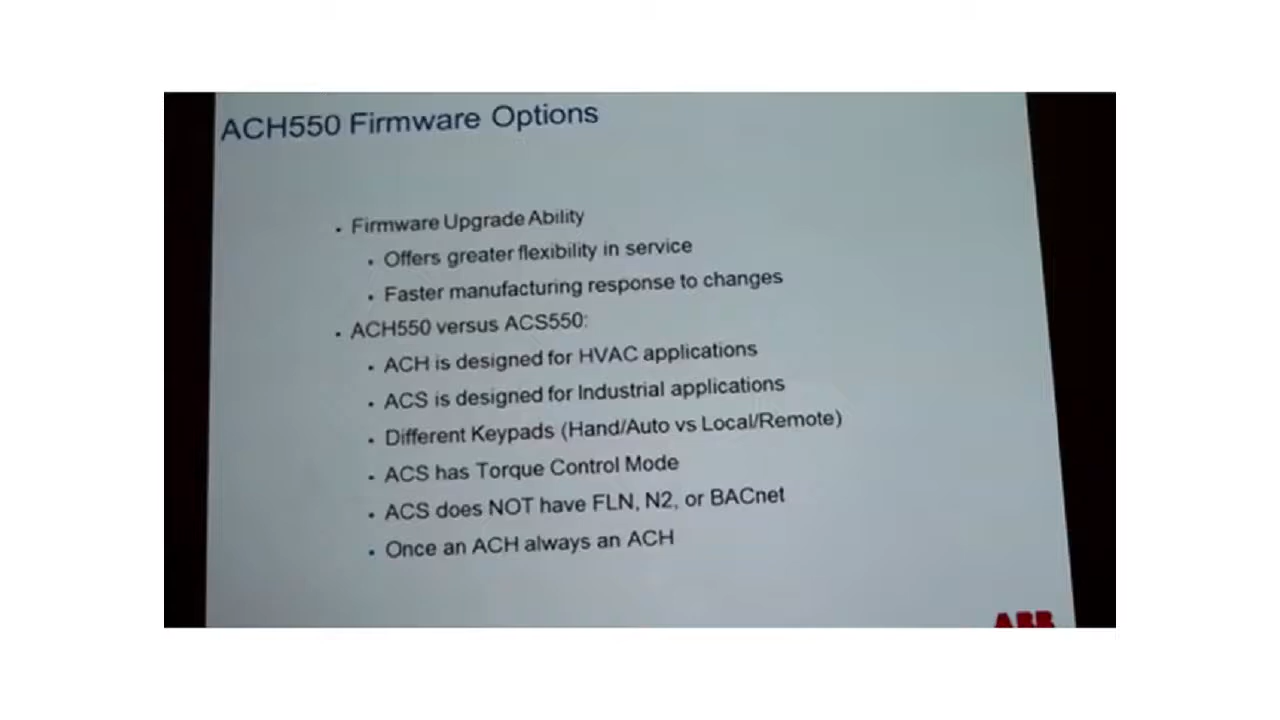 ACH550 Firmware Options
• Firmware Upgrade Ability
• Offers greater flexibility in service
• Faster manufacturing response to changes
• ACH550 versus ACS550:
• ACH is designed for HVAC applications
• ACS is designed for Industrial applications
• Different Keypads (Hand/Auto vs Local/Remote)
• ACS has Torque Control Mode
• ACS does NOT have FLN, N2, or BACnet
• Once an ACH always an ACH
ABB